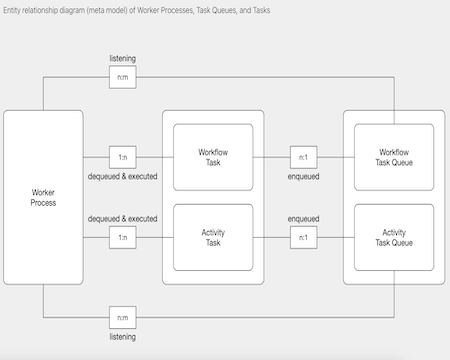 Entity relationship diagram (meta model) of Worker Processes, Task Queues, and Tasks
listening
n:m
1:n
dequeued & executed
Workflow
Task
n:1
enqueued
Workflow
Task Queue
Worker
Process
dequeued & executed
1:n
Activity
Task
enqueued
n:1
Activity
Task Queue
n:m
listening